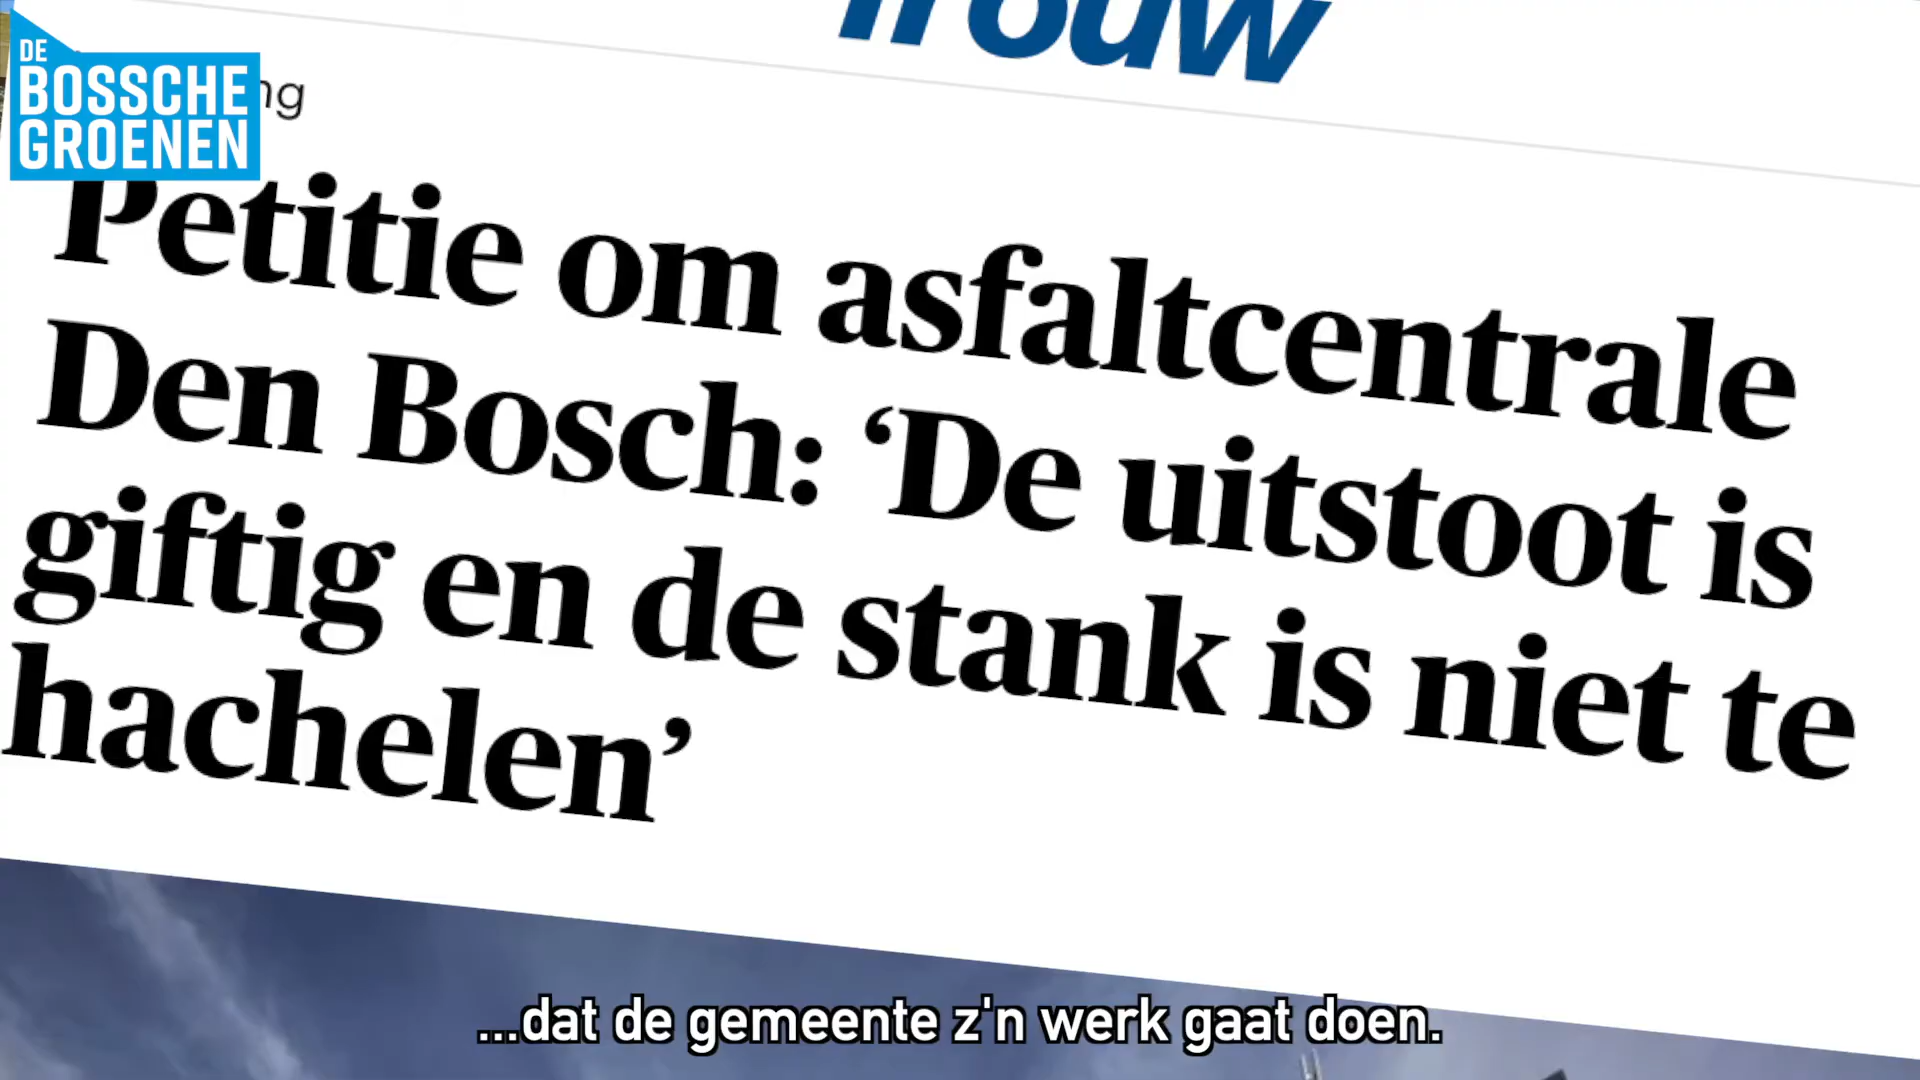 Trouw
DE
BOSSCHE
GROENEN
Petitie om asfaltcentrale
Den Bosch: ‘De uitstoot is
giftig en de stank is niet te
hachelen’
...dat de gemeente z'n werk gaat doen.